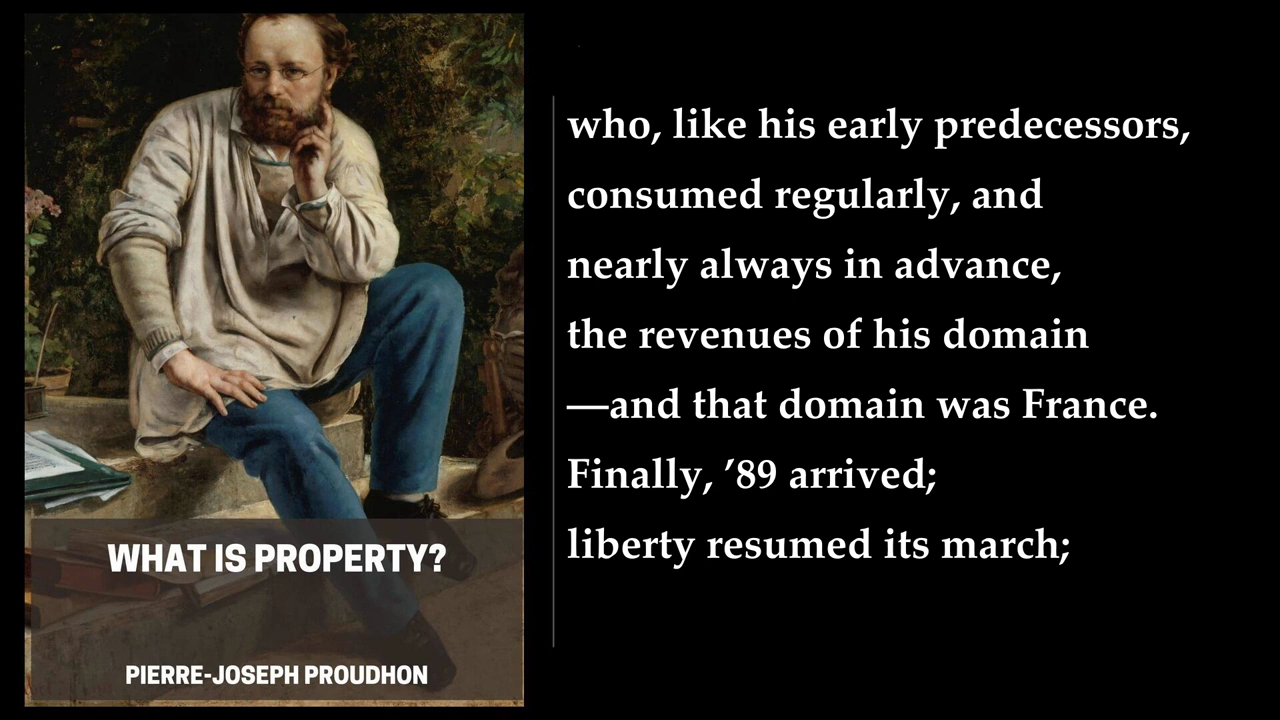 WHAT IS PROPERTY?
PIERRE-JOSEPH PROUDHON
who, like his early predecessors,
consumed regularly, and
nearly always in advance,
the revenues of his domain
—and that domain was France.
Finally, ’89 arrived;
liberty resumed its march;